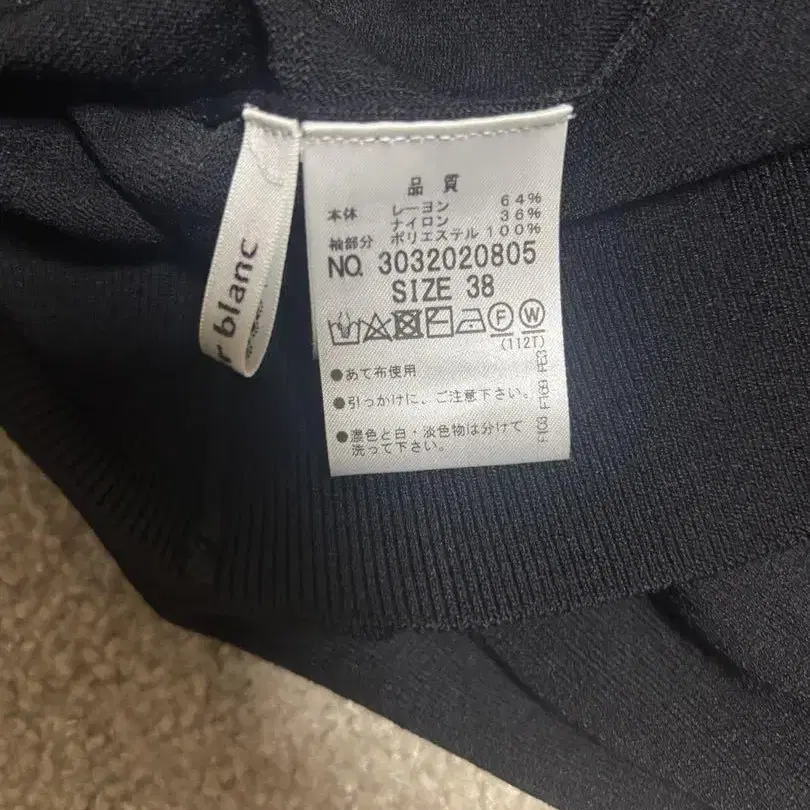 r blanc
品 質
本体 レーヨン 64%
ナイロン 36%
袖部分 ポリエステル 100%
NO. 3032020805
SIZE 38
F W
(112T)
●あて布使用
●引っかけに、ご注意下さい。
●濃色と白・淡色物は分けて
洗って下さい。